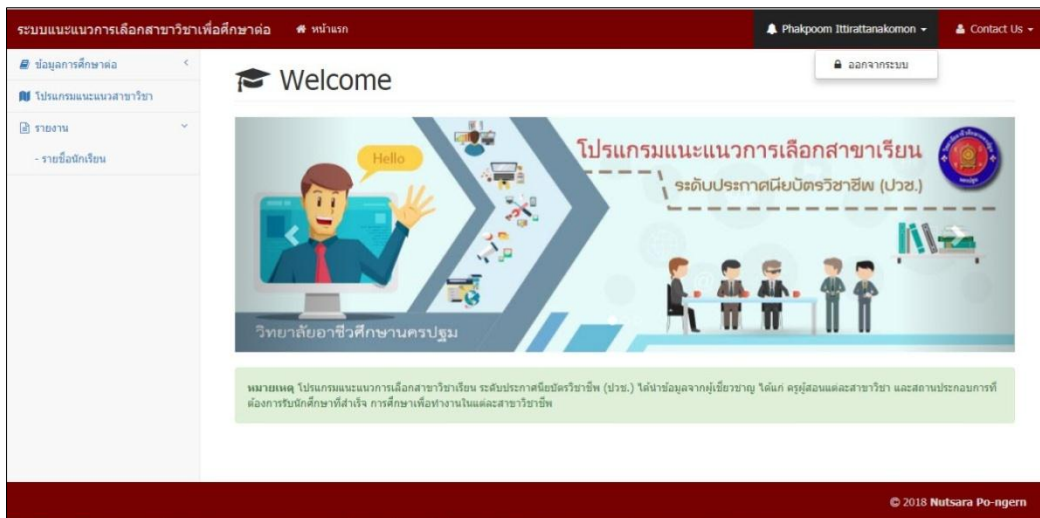 ระบบแนะแนวการเลือกสาขาวิชาเพื่อศึกษาต่อ หน้าแรก Phakpoom Ittirattanakomon Contact Us
ออกจากระบบ
ข้อมูลการศึกษาต่อ
โปรแกรมแนะแนวสาขาวิชา
รายงาน
- รายชื่อนักเรียน
Welcome
Hello
โปรแกรมแนะแนวการเลือกสาขาเรียน
ระดับประกาศนียบัตรวิชาชีพ (ปวช.)
วิทยาลัยอาชีวศึกษานครปฐม
หมายเหตุ โปรแกรมแนะแนวการเลือกสาขาวิชาเรียน ระดับประกาศนียบัตรวิชาชีพ (ปวช.) ได้นำข้อมูลจากผู้เชี่ยวชาญ ได้แก่ ครูผู้สอนแต่ละสาขาวิชา และสถานประกอบการที่
ต้องการรับนักศึกษาที่สำเร็จ การศึกษาเพื่อทำงานในแต่ละสาขาวิชาชีพ
© 2018 Nutsara Po-ngern